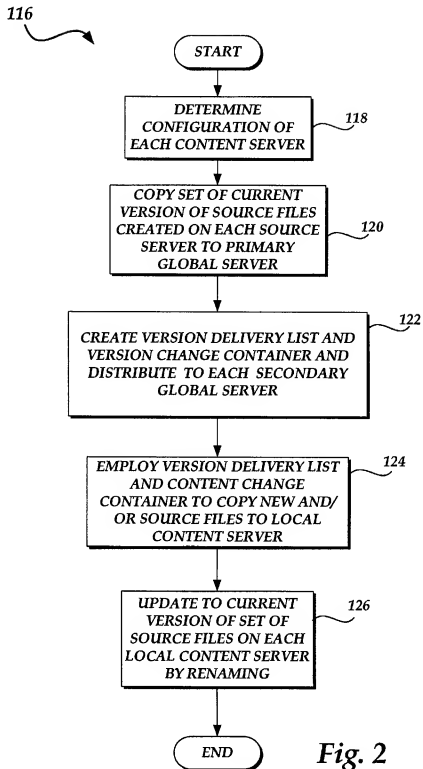 116
START
DETERMINE
CONFIGURATION OF
EACH CONTENT SERVER
118
COPY SET OF CURRENT
VERSION OF SOURCE FILES
CREATED ON EACH SOURCE
SERVER TO PRIMARY
GLOBAL SERVER
120
CREATE VERSION DELIVERY LIST AND
VERSION CHANGE CONTAINER AND
DISTRIBUTE TO EACH SECONDARY
GLOBAL SERVER
122
EMPLOY VERSION DELIVERY LIST
AND CONTENT CHANGE
CONTAINER TO COPY NEW AND/
OR SOURCE FILES TO LOCAL
CONTENT SERVER
124
UPDATE TO CURRENT
VERSION OF SET OF
SOURCE FILES ON EACH
LOCAL CONTENT SERVER
BY RENAMING
126
END
Fig. 2